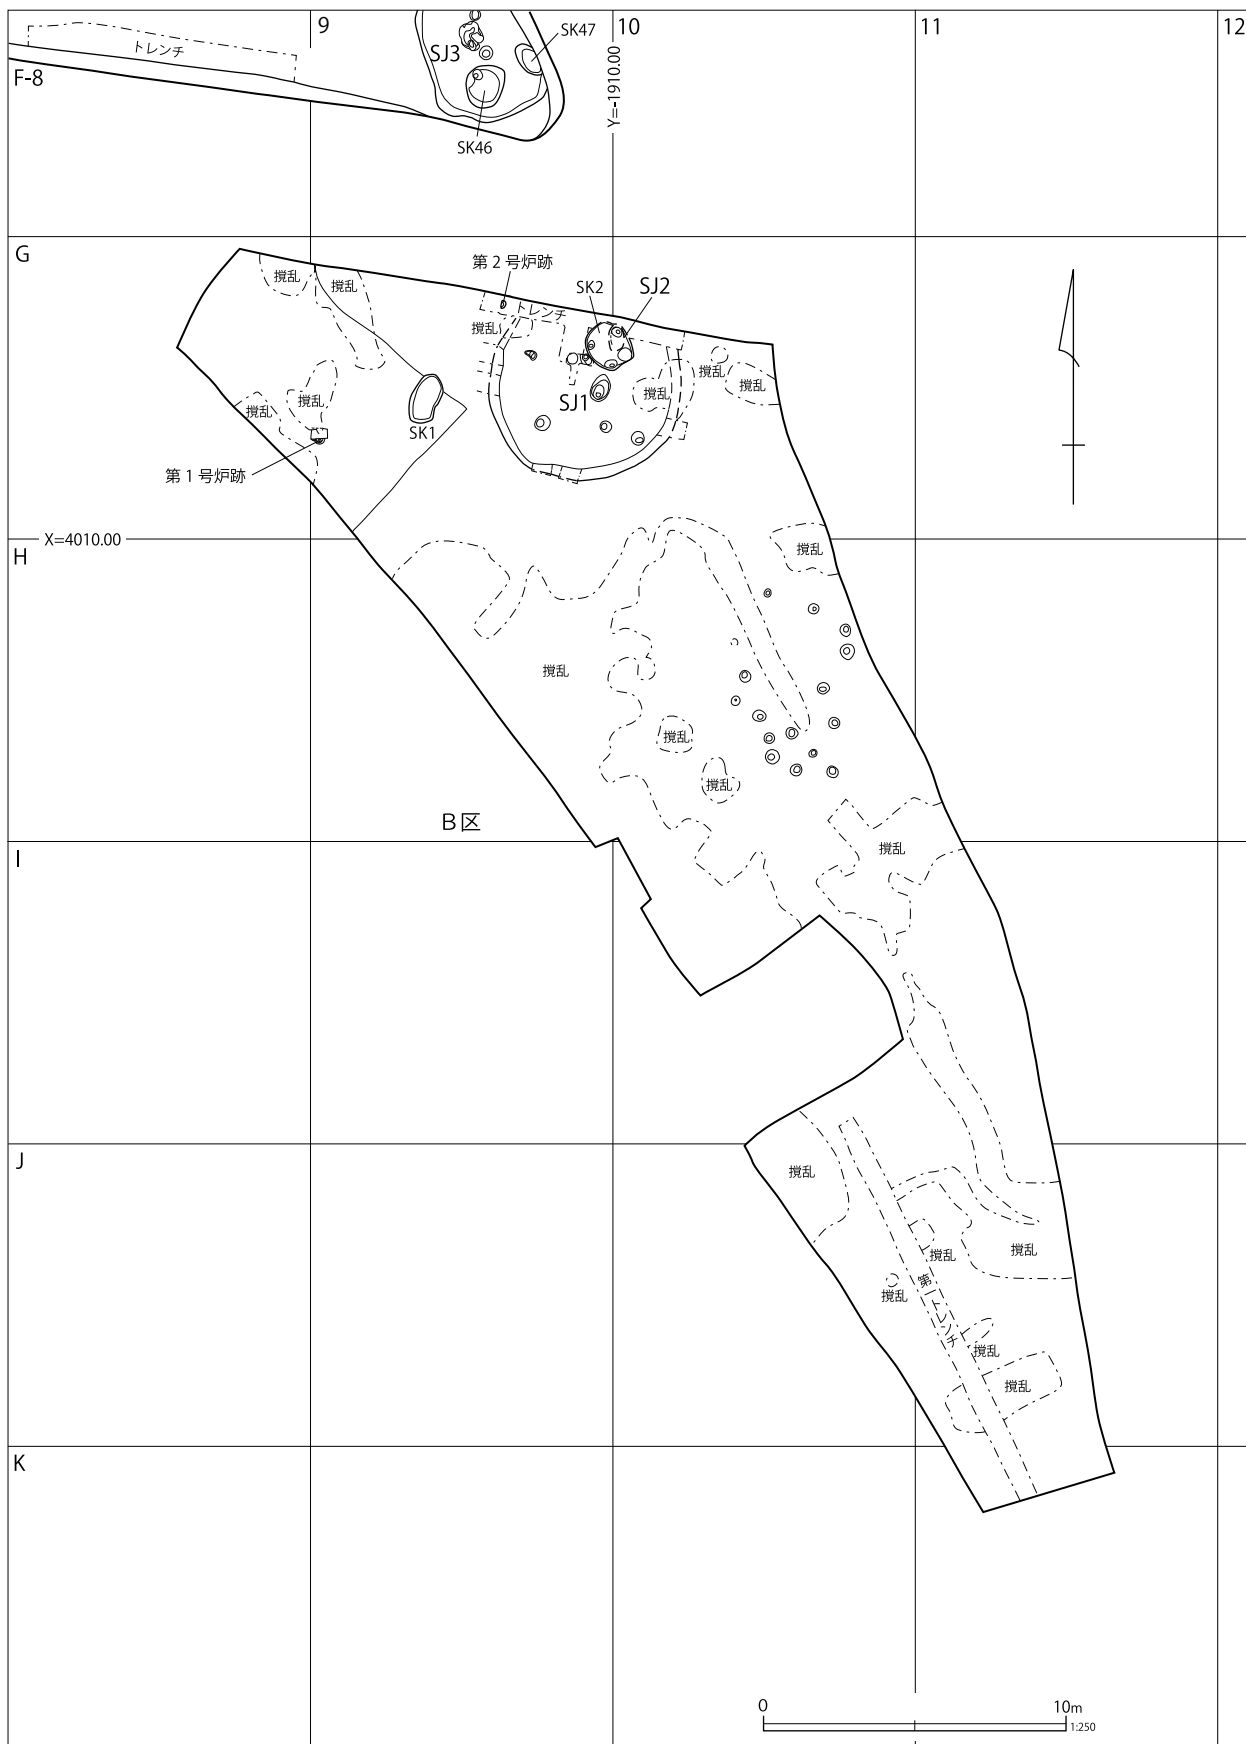 9
10
11
12
SK47
トレンチ
SJ3
F-8
Y=-1910.00
SK46
G
第２号炉跡
撹乱
撹乱
SK2
SJ2
トレンチ
撹乱
撹乱
撹乱
撹乱
撹乱
撹乱
SJ1
SK1
第１号炉跡
X=4010.00
H
撹乱
撹乱
撹乱
撹乱
B区
撹乱
I
J
撹乱
撹乱
撹乱
撹乱
第一トレンチ
撹乱
撹乱
K
0
10m
1:250